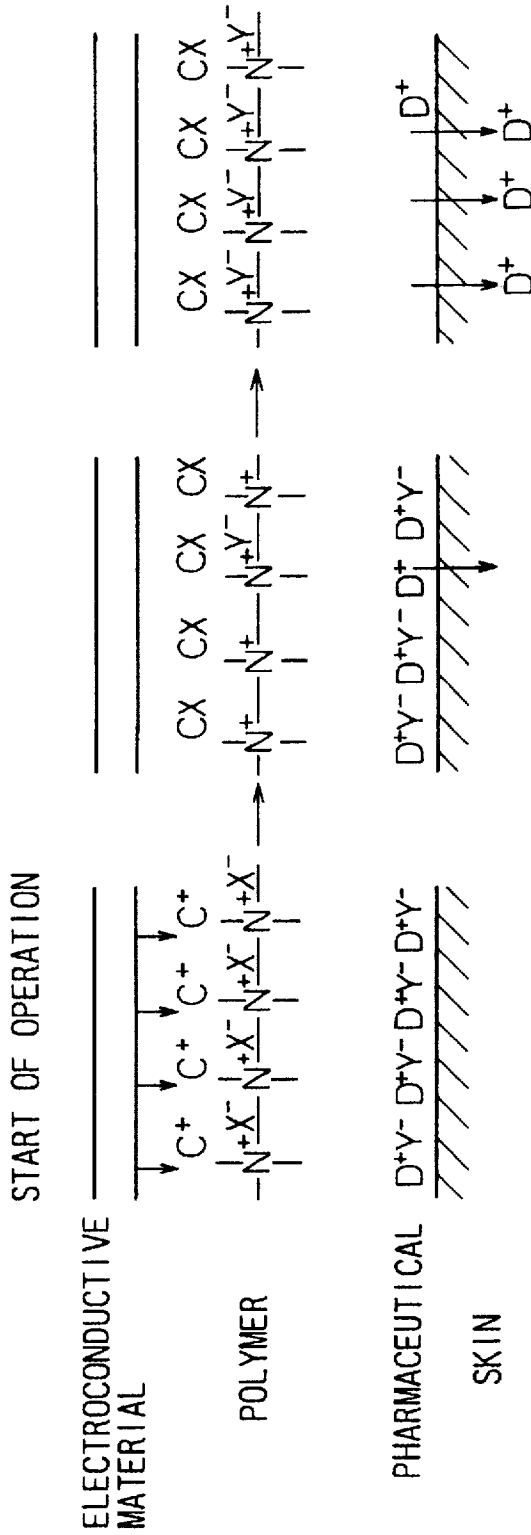 START OF OPERATION
ELECTROCONDUCTIVE
MATERIAL
C⁺ C⁺ C⁺ C⁺
CX CX CX CX
CX CX CX CX
POLYMER
N⁺X⁻ N⁺X⁻ N⁺X⁻ N⁺X⁻
N⁺ N⁺ N⁺Y⁻ N⁺
N⁺Y⁻ N⁺Y⁻ N⁺Y⁻ N⁺Y⁻
PHARMACEUTICAL
D⁺Y⁻ D⁺Y⁻ D⁺Y⁻ D⁺Y⁻
D⁺Y⁻ D⁺Y⁻ D⁺ D⁺Y⁻
D⁺
SKIN
D⁺ D⁺ D⁺